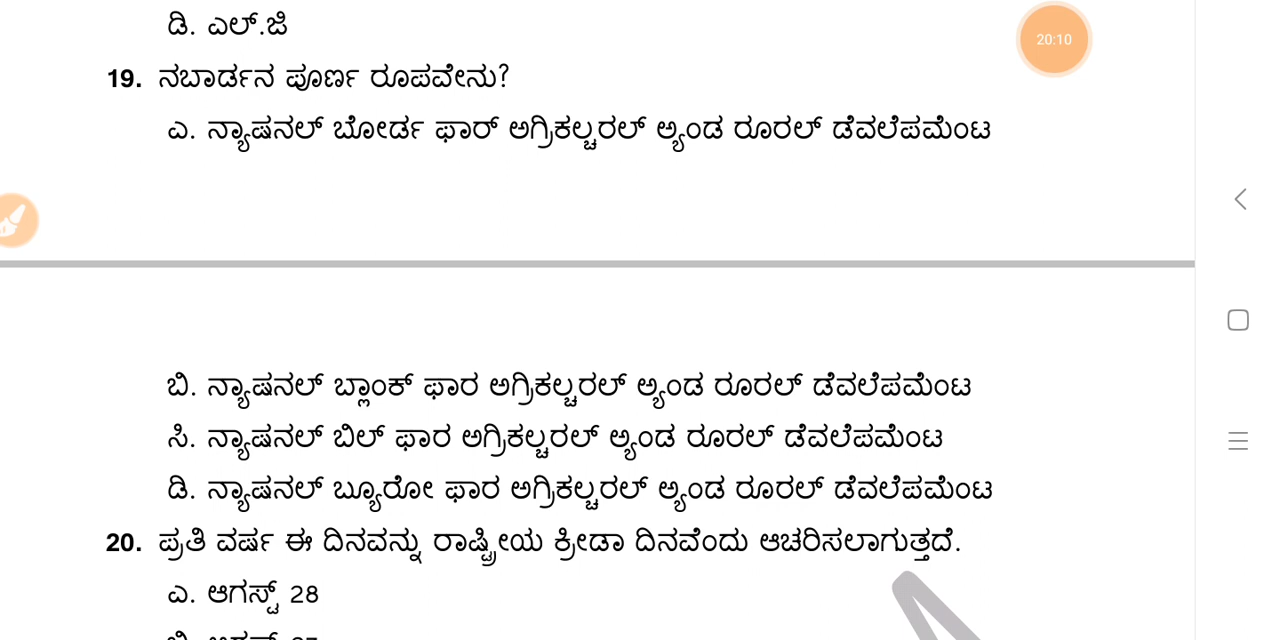 ಡಿ. ಎಲ್.ಜಿ
20:10
19. ನಬಾರ್ಡನ ಪೂರ್ಣ ರೂಪವೇನು?
ಎ. ನ್ಯಾಷನಲ್ ಬೋರ್ಡ ಫಾರ್ ಅಗ್ರಿಕಲ್ಚರಲ್ ಅ್ಯಂಡ ರೂರಲ್ ಡೆವಲೆಪಮೆಂಟ
ಬಿ. ನ್ಯಾಷನಲ್ ಬ್ಲಾಂಕ್ ಫಾರ ಅಗ್ರಿಕಲ್ಚರಲ್ ಅ್ಯಂಡ ರೂರಲ್ ಡೆವಲೆಪಮೆಂಟ
ಸಿ. ನ್ಯಾಷನಲ್ ಬಿಲ್ ಫಾರ ಅಗ್ರಿಕಲ್ಚರಲ್ ಅ್ಯಂಡ ರೂರಲ್ ಡೆವಲೆಪಮೆಂಟ
ಡಿ. ನ್ಯಾಷನಲ್ ಬ್ಯೂರೋ ಫಾರ ಅಗ್ರಿಕಲ್ಚರಲ್ ಅ್ಯಂಡ ರೂರಲ್ ಡೆವಲೆಪಮೆಂಟ
20. ಪ್ರತಿ ವರ್ಷ ಈ ದಿನವನ್ನು ರಾಷ್ಟ್ರೀಯ ಕ್ರೀಡಾ ದಿನವೆಂದು ಆಚರಿಸಲಾಗುತ್ತದೆ.
ಎ. ಆಗಸ್ಟ್ 28